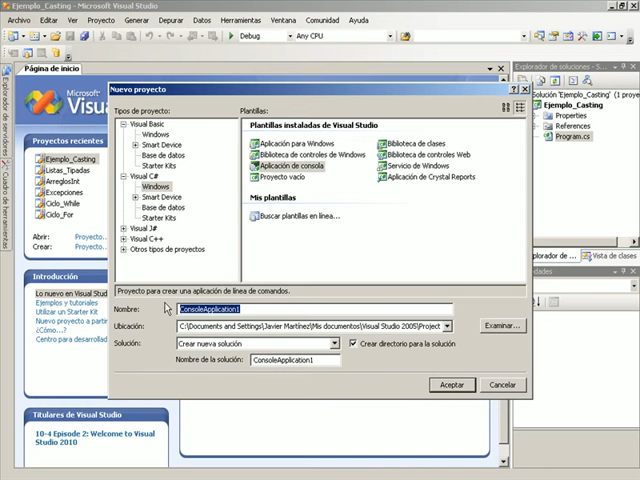 Ejemplo_Casting - Microsoft Visual Studio
Archivo Editar Ver Proyecto Generar Depurar Datos Herramientas Ventana Comunidad Ayuda
Debug Any CPU
Página de inicio
Explorador de servidores
Cuadro de herramientas
Microsoft
Visu
Proyectos recientes
Ejemplo_Casting
Listas_Tipadas
ArreglosInt
Excepciones
Ciclo_While
Ciclo_For
Abrir: Proyecto...
Crear: Proyecto...
Introducción
Lo nuevo en Visual Stud
Ejemplos y tutoriales
Utilizar un Starter Kit
Crear un proyecto a partir
¿Cómo...?
Centro para desarrollad
Titulares de Visual Studio
10-4 Episode 2: Welcome to Visual
Studio 2010
Nuevo proyecto
Tipos de proyecto:
Visual Basic
Windows
Smart Device
Base de datos
Starter Kits
Visual C#
Windows
Smart Device
Base de datos
Starter Kits
Visual J#
Visual C++
Otros tipos de proyectos
Plantillas:
Plantillas instaladas de Visual Studio
Aplicación para Windows
Biblioteca de controles de Windows
Aplicación de consola
Proyecto vacío
Biblioteca de clases
Biblioteca de controles Web
Servicio de Windows
Aplicación de Crystal Reports
Mis plantillas
Buscar plantillas en línea...
Proyecto para crear una aplicación de línea de comandos.
Nombre: ConsoleApplication1
Ubicación: C:\Documents and Settings\Javier Martínez\Mis documentos\Visual Studio 2005\Project
Examinar...
Solución: Crear nueva solución
Crear directorio para la solución
Nombre de la solución: ConsoleApplication1
Aceptar Cancelar
Explorador de soluciones -
Solución "Ejemplo_Casting" (1 proye
Ejemplo_Casting
Properties
References
Program.cs
Vista de clases